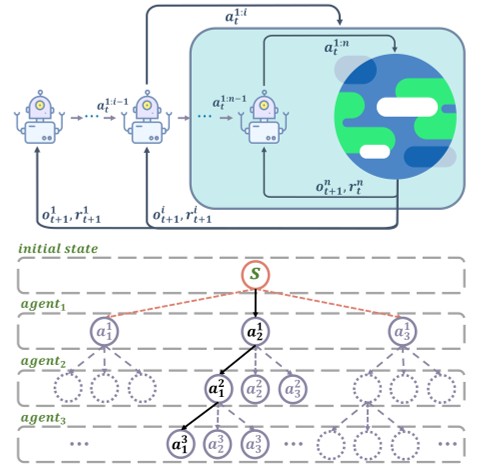 a_t^{1:i}
a_t^{1:n}
a_t^{1:i-1} ... a_t^{1:n-1}
o_{t+1}^n, r_t^n
o_{t+1}^1, r_{t+1}^1 o_{t+1}^i, r_{t+1}^i
initial state
S
agent_1
a_1^1 a_2^1 a_3^1
agent_2
a_1^2 a_2^2 a_3^2
agent_3
... a_1^3 a_2^3 a_3^3 ... ...